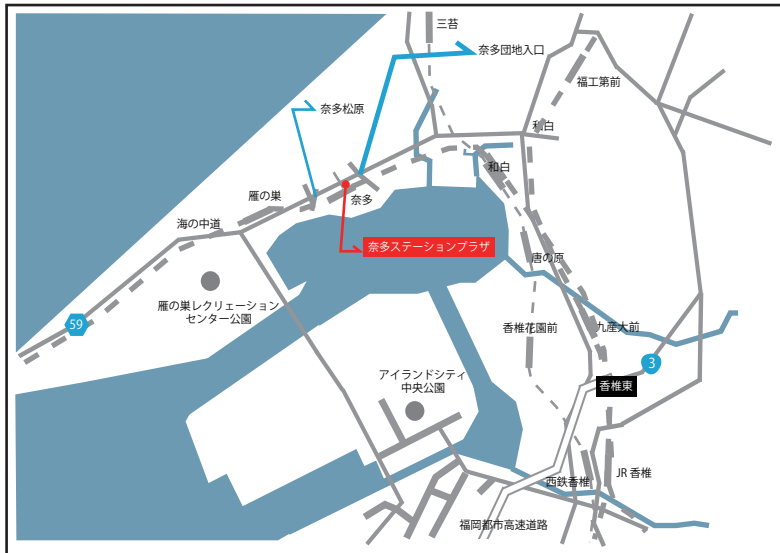 三苫
奈多団地入口
福工第前
奈多松原
和白
和白
雁の巣
奈多
海の中道
奈多ステーションプラザ
唐の原
雁の巣レクリェーション
センター公園
59
香椎花園前
九産大前
3
アイランドシティ
中央公園
香椎東
西鉄香椎
JR 香椎
福岡都市高速道路